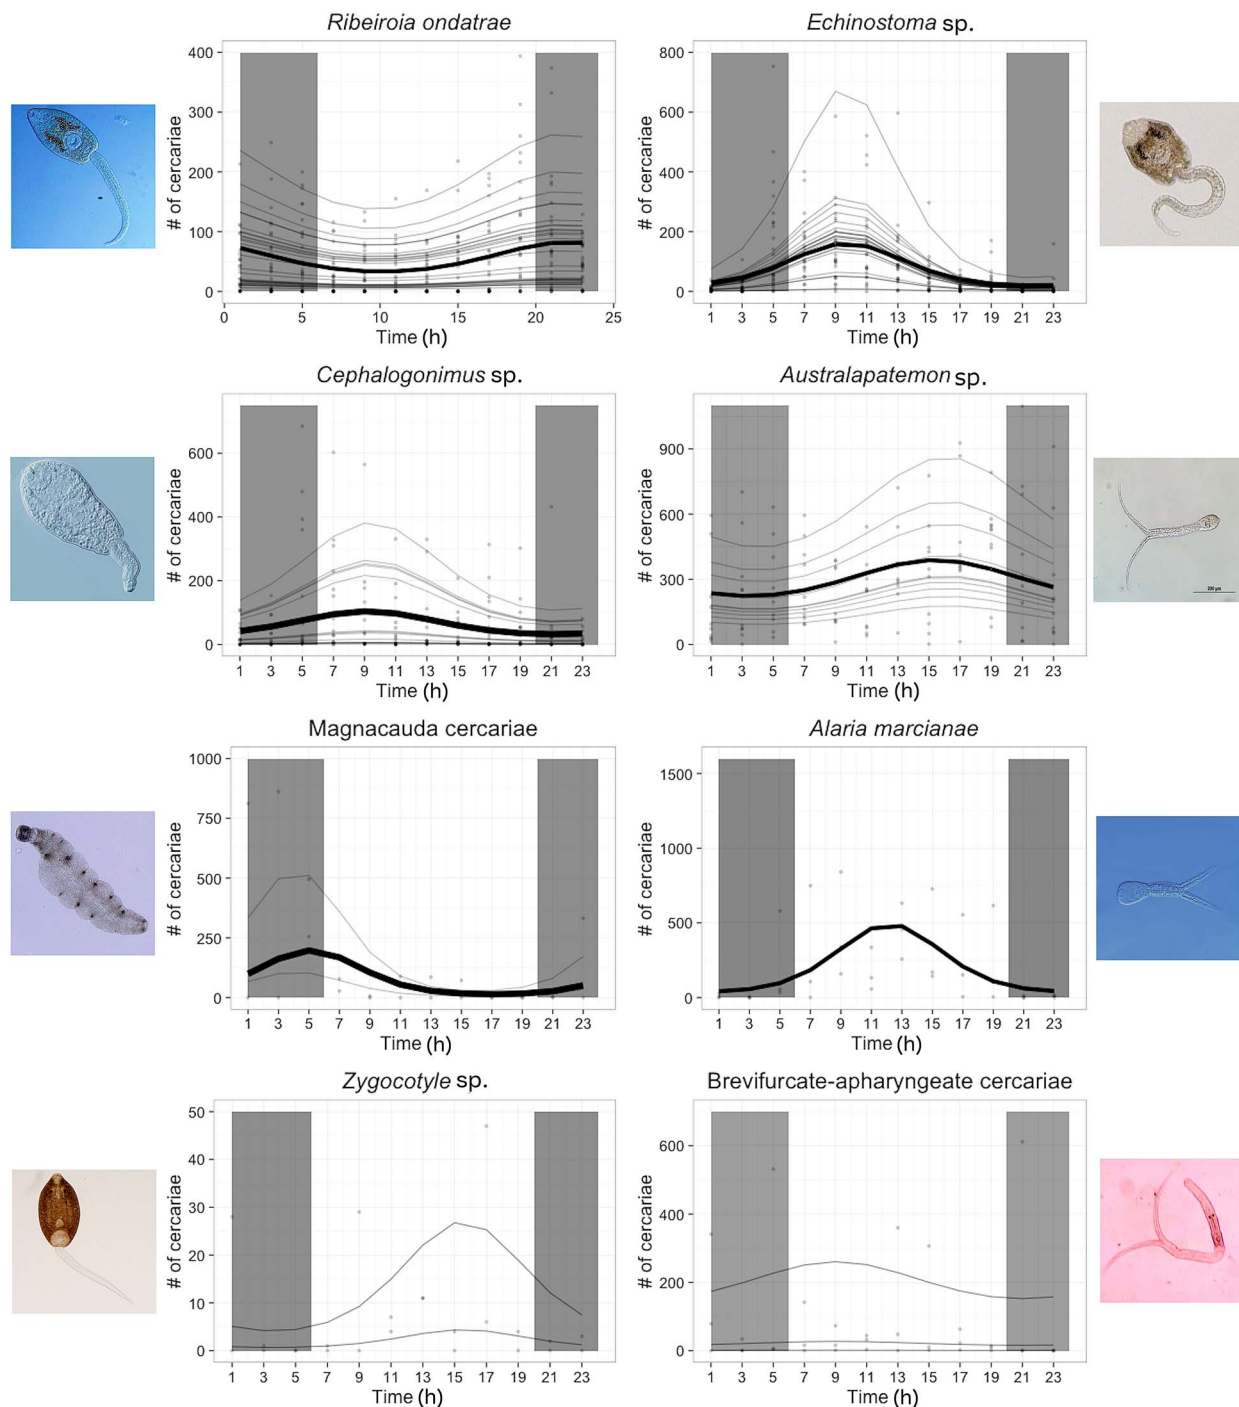 Ribeiroia ondatrae
# of cercariae
400
300
200
100
0
0 5 10 15 20 25
Time (h)
Echinostoma sp.
# of cercariae
800
600
400
200
0
1 3 5 7 9 11 13 15 17 19 21 23
Time (h)
Cephalogonimus sp.
# of cercariae
600
400
200
0
1 3 5 7 9 11 13 15 17 19 21 23
Time (h)
Australapatemon sp.
# of cercariae
900
600
300
0
1 3 5 7 9 11 13 15 17 19 21 23
Time (h)
200 µm
Magnacauda cercariae
# of cercariae
1000
750
500
250
0
1 3 5 7 9 11 13 15 17 19 21 23
Time (h)
Alaria marcianae
# of cercariae
1500
1000
500
0
1 3 5 7 9 11 13 15 17 19 21 23
Time (h)
Zygocotyle sp.
# of cercariae
50
40
30
20
10
0
1 3 5 7 9 11 13 15 17 19 21 23
Time (h)
Brevifurcate-apharyngeate cercariae
# of cercariae
600
400
200
0
1 3 5 7 9 11 13 15 17 19 21 23
Time (h)